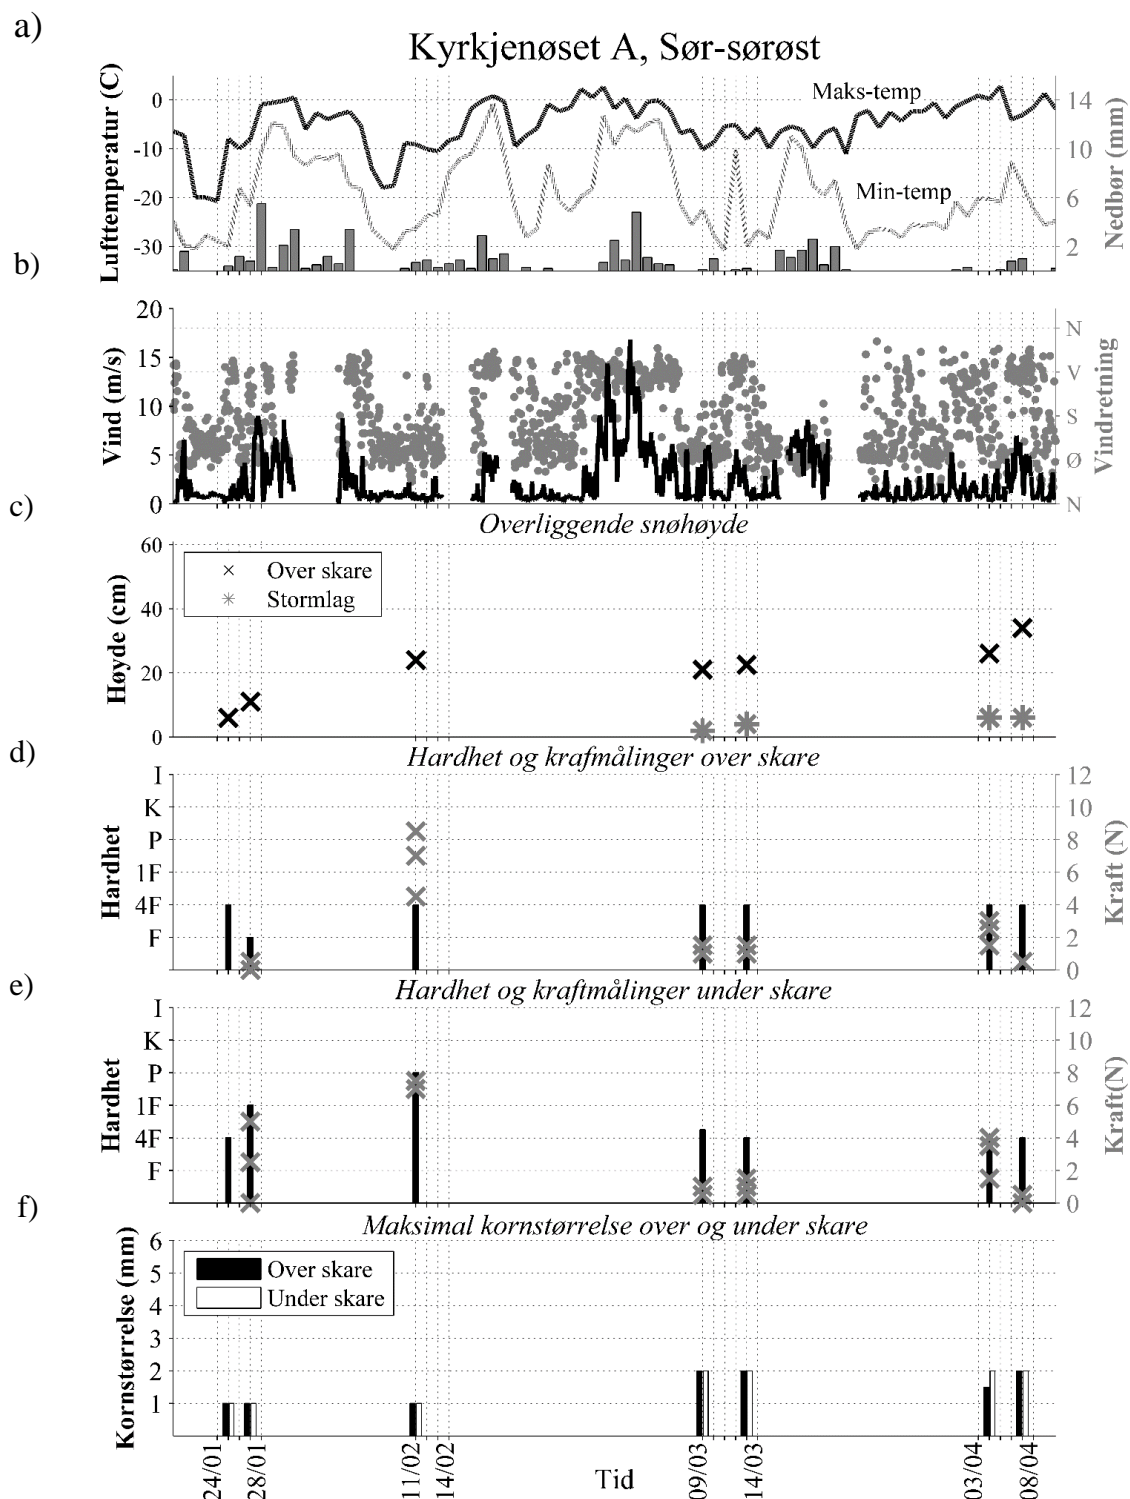 a)
Kyrkjenøset A, Sør-sørøst
Lufttemperatur (C)
0
-10
-20
-30
Maks-temp
Min-temp
14
10
6
2
Nedbør (mm)
b)
Vind (m/s)
20
15
10
5
0
N
V
S
Ø
N
Vindretning
c)
Overliggende snøhøyde
Høyde (cm)
60
40
20
0
Over skare
Stormlag
d)
Hardhet og krafmålinger over skare
Hardhet
I
K
P
1F
4F
F
12
10
8
6
4
2
0
Kraft (N)
e)
Hardhet og kraftmålinger under skare
Hardhet
I
K
P
1F
4F
F
12
10
8
6
4
2
0
Kraft(N)
f)
Maksimal kornstørrelse over og under skare
Kornstørrelse (mm)
6
5
4
3
2
1
Over skare
Under skare
24/01
28/01
11/02
14/02
09/03
14/03
03/04
08/04
Tid